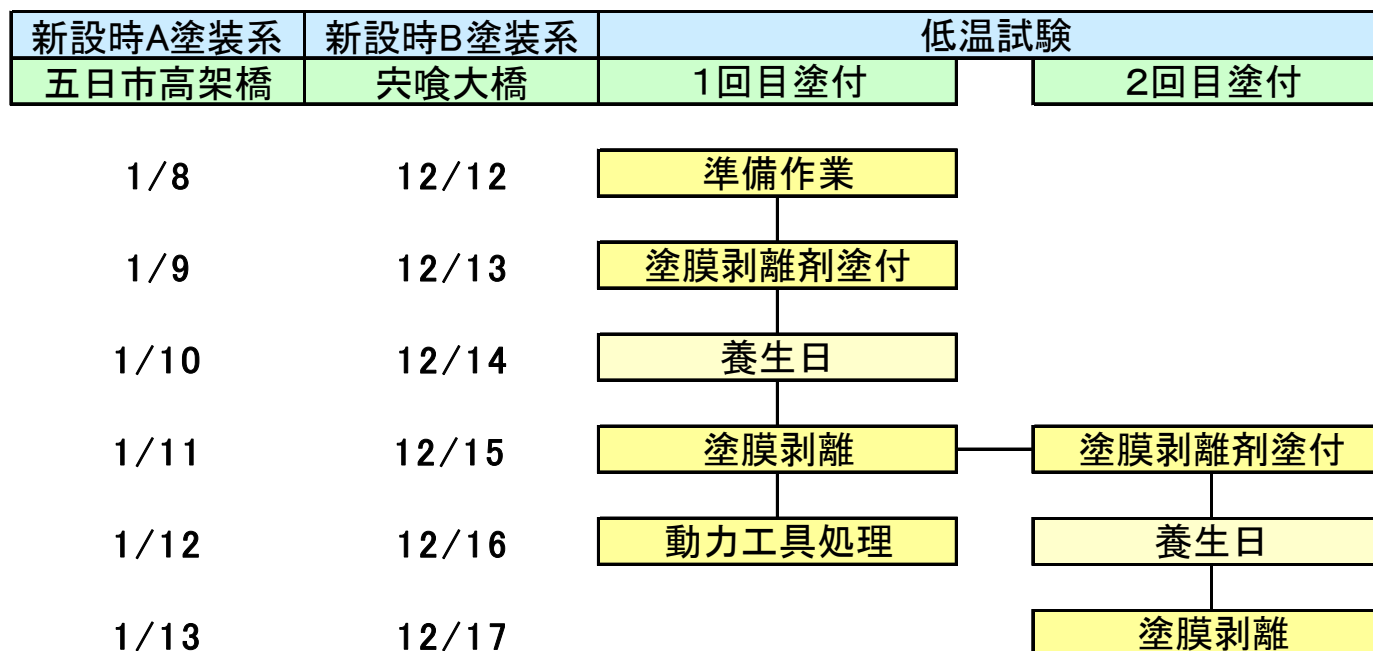 新設時A塗装系 新設時B塗装系 低温試験
五日市高架橋 宍喰大橋 1回目塗付 2回目塗付
1/8 12/12 準備作業
1/9 12/13 塗膜剥離剤塗付
1/10 12/14 養生日
1/11 12/15 塗膜剥離 塗膜剥離剤塗付
1/12 12/16 動力工具処理 養生日
1/13 12/17 塗膜剥離